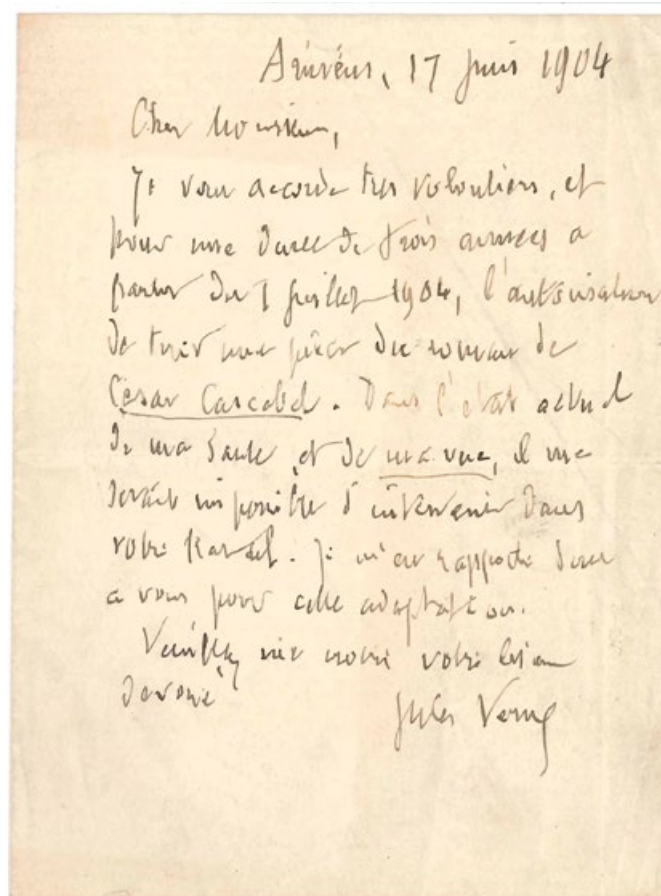 Amiens, 17 juin 1904
Cher Monsieur,
Je vous accorde très volontiers, et
pour une durée de trois années a
partir du 1 juillet 1904, l'autorisation
de tirer une pièce du roman de
César Cascabel. Dans l'état actuel
de ma santé et de ma vue, il me
serait impossible d'intervenir dans
votre travail. Je m'en rapporte donc
a vous pour cette adaptation.
Veuillez me croire votre bien
dévoué
Jules Verne